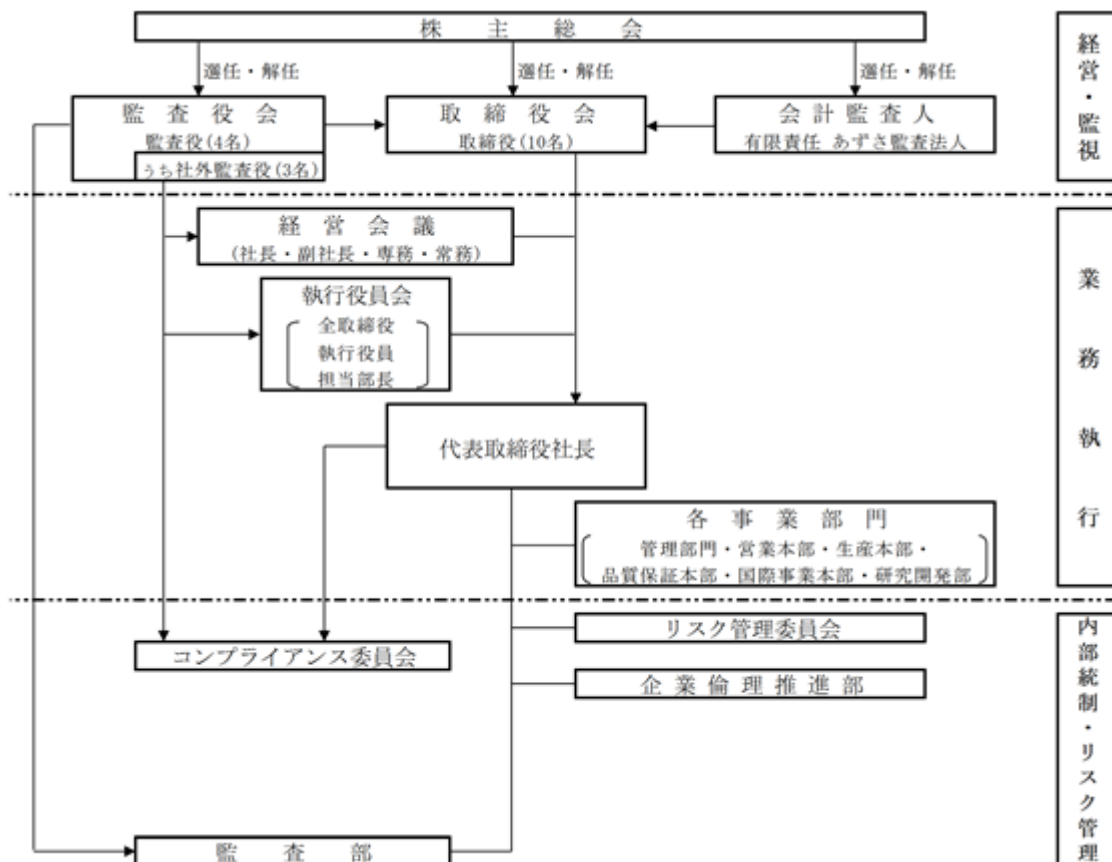 株主総会
選任・解任
選任・解任
選任・解任
監査役会
監査役(4名)
うち社外監査役(3名)
取締役会
取締役(10名)
会計監査人
有限責任 あずさ監査法人
経営・監視
経営会議
(社長・副社長・専務・常務)
執行役員会
全取締役
執行役員
担当部長
代表取締役社長
各事業部門
管理部門・営業本部・生産本部・
品質保証本部・国際事業本部・研究開発部
業務執行
リスク管理委員会
コンプライアンス委員会
企業倫理推進部
監査部
内部統制・リスク管理